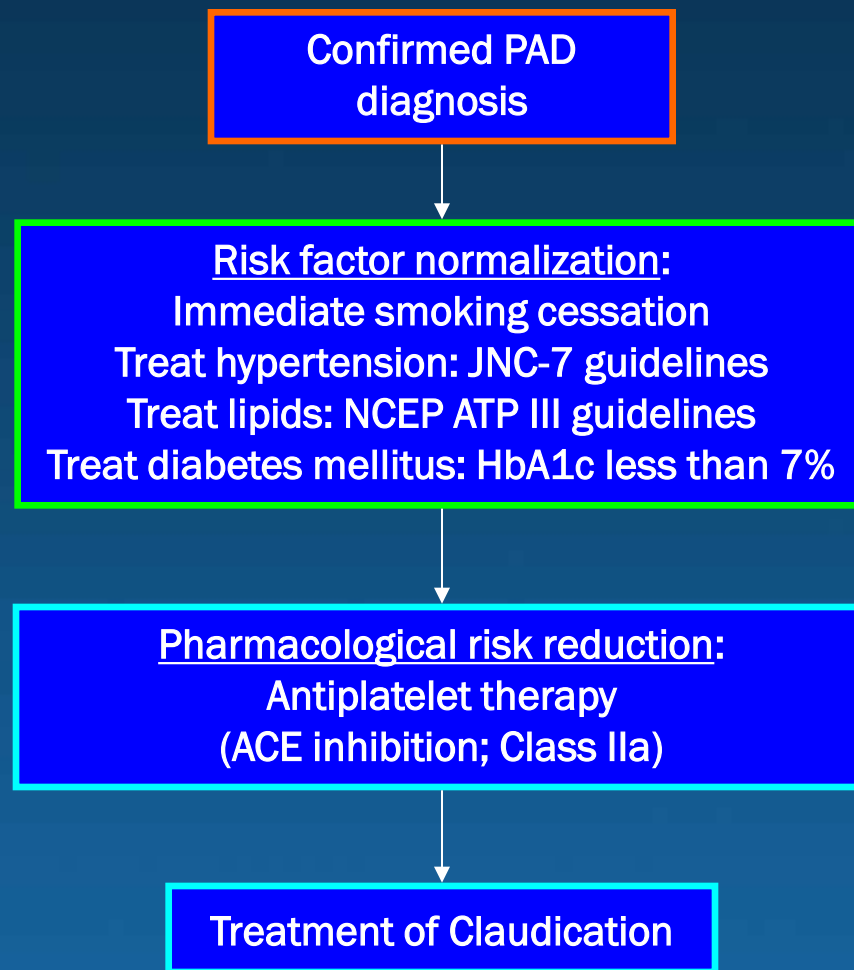 Confirmed PAD
diagnosis
Risk factor normalization:
Immediate smoking cessation
Treat hypertension: JNC-7 guidelines
Treat lipids: NCEP ATP III guidelines
Treat diabetes mellitus: HbA1c less than 7%
Pharmacological risk reduction:
Antiplatelet therapy
(ACE inhibition; Class IIa)
Treatment of Claudication